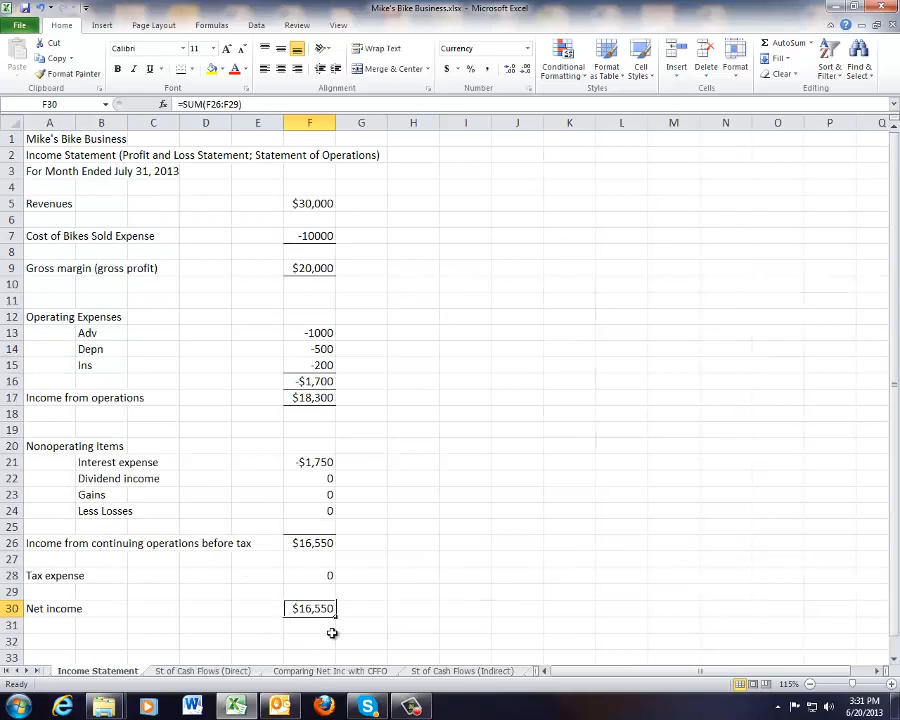 Mike's Bike Business.xlsx - Microsoft Excel
File Home Insert Page Layout Formulas Data Review View
Cut
Copy
Format Painter
Paste
Clipboard
Calibri 11
Font
Wrap Text
Merge & Center
Alignment
Currency
Number
Conditional Formatting
Format as Table
Cell Styles
Styles
Insert Delete Format
Cells
AutoSum
Fill
Clear
Sort & Filter
Find & Select
Editing
F30 fx =SUM(F26:F29)
A B C D E F G H I J K L M N O P Q
1 Mike's Bike Business
2 Income Statement (Profit and Loss Statement; Statement of Operations)
3 For Month Ended July 31, 2013
4
5 Revenues $30,000
6
7 Cost of Bikes Sold Expense -10000
8
9 Gross margin (gross profit) $20,000
10
11
12 Operating Expenses
13 Adv -1000
14 Depn -500
15 Ins -200
16 -$1,700
17 Income from operations $18,300
18
19
20 Nonoperating Items
21 Interest expense -$1,750
22 Dividend income 0
23 Gains 0
24 Less Losses 0
25
26 Income from continuing operations before tax $16,550
27
28 Tax expense 0
29
30 Net income $16,550
31
32
33
Income Statement St of Cash Flows (Direct) Comparing Net Inc with CFFO St of Cash Flows (Indirect)
Ready 115%
3:31 PM
6/20/2013